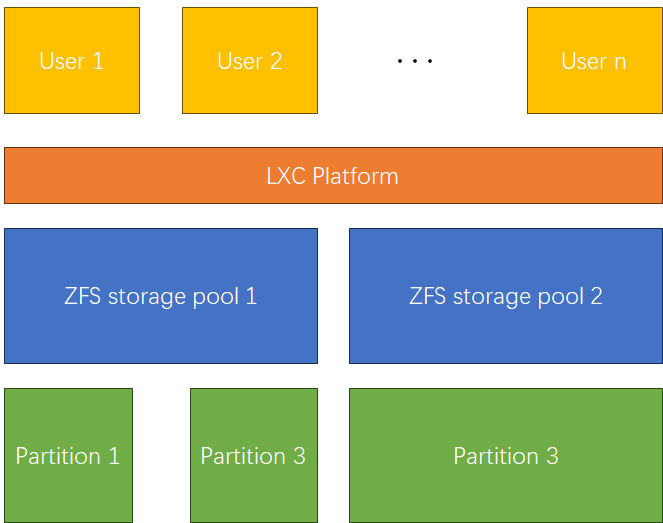 User 1
User 2
···
User n
LXC Platform
ZFS storage pool 1
ZFS storage pool 2
Partition 1
Partition 3
Partition 3